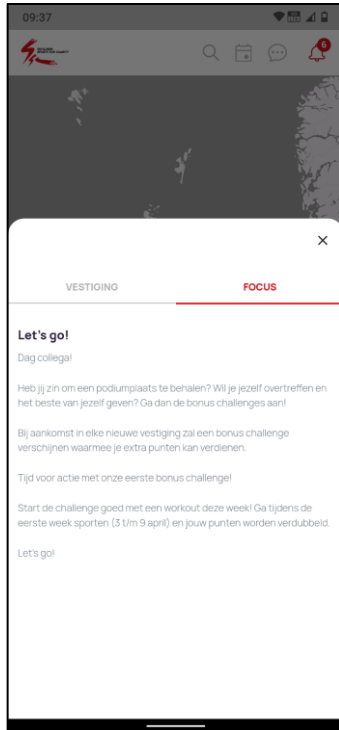 09:37
6
VESTIGING
FOCUS
Let's go!
Dag collega!
Heb jij zin om een podiumplaats te behalen? Wil je jezelf overtreffen en
het beste van jezelf geven? Ga dan de bonus challenges aan!
Bij aankomst in elke nieuwe vestiging zal een bonus challenge
verschijnen waarmee je extra punten kan verdienen.
Tijd voor actie met onze eerste bonus challenge!
Start de challenge goed met een workout deze week! Ga tijdens de
eerste week sporten (3 t/m 9 april) en jouw punten worden verdubbeld.
Let's go!